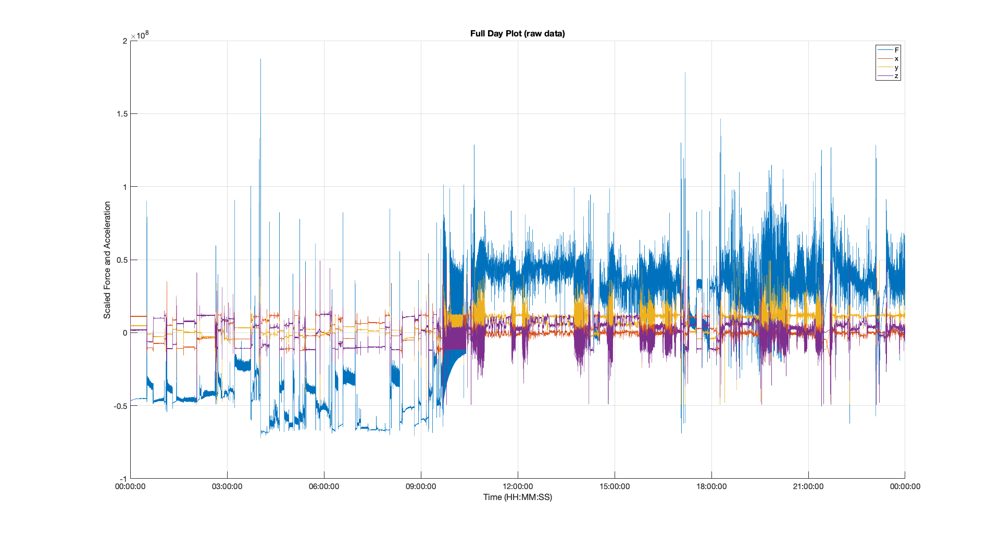 Full Day Plot (raw data)
×10⁸
2
1.5
1
0.5
0
-0.5
-1
Scaled Force and Acceleration
F
x
y
z
00:00:00 03:00:00 06:00:00 09:00:00 12:00:00 15:00:00 18:00:00 21:00:00 00:00:00
Time (HH:MM:SS)